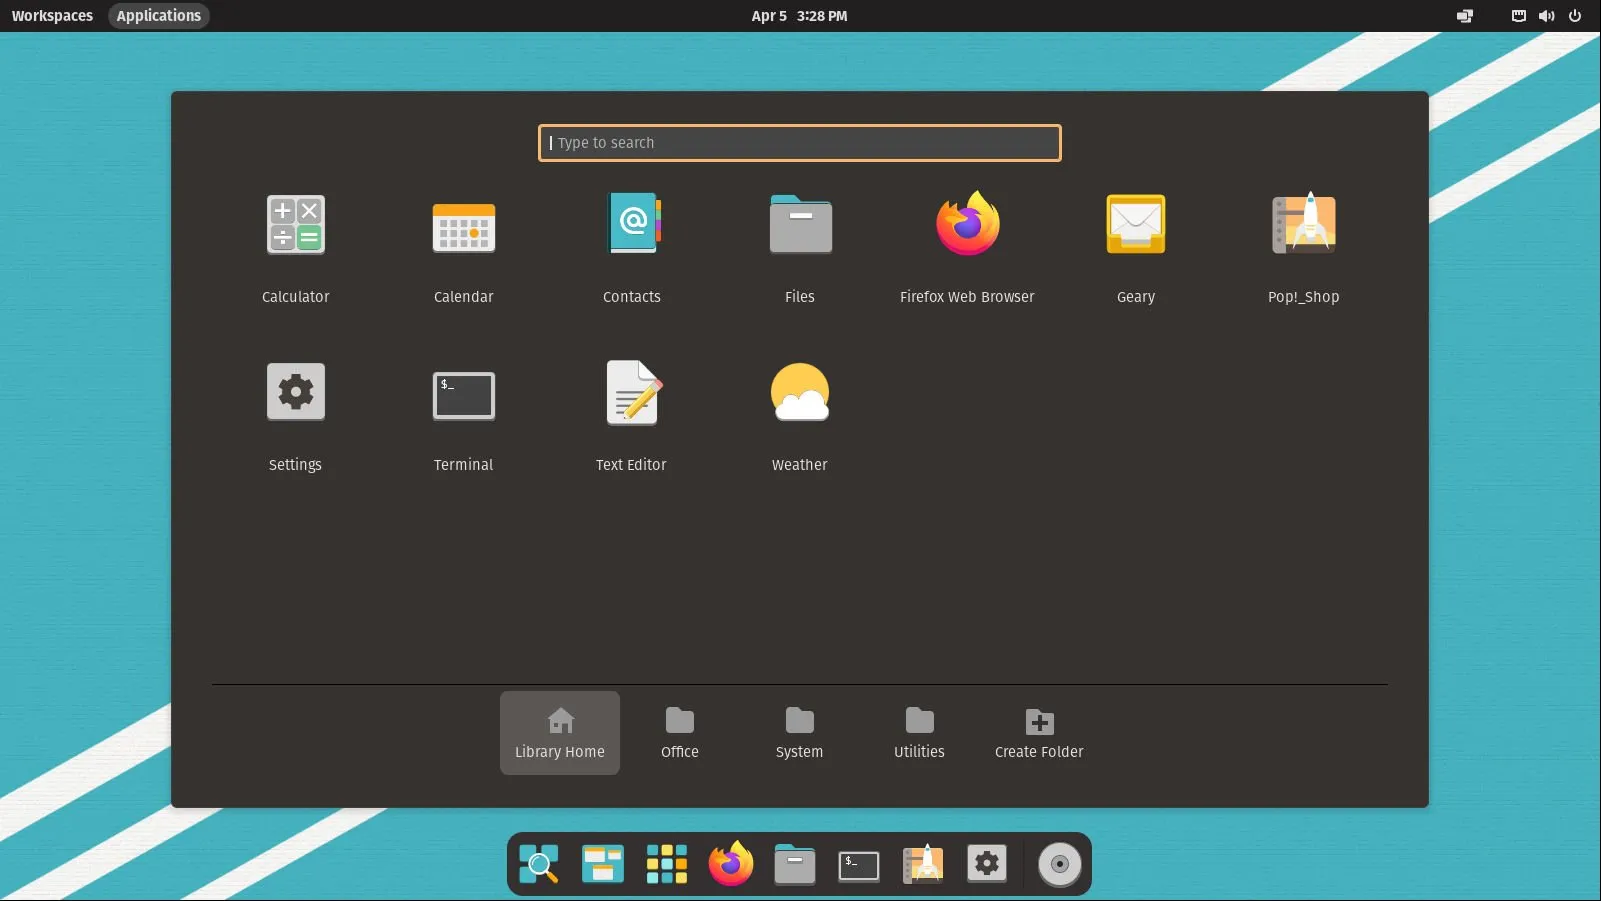 Workspaces Applications Apr 5 3:28 PM
Type to search
Calculator Calendar Contacts Files Firefox Web Browser Geary Pop!_Shop
$_
Settings Terminal Text Editor Weather
Library Home Office System Utilities Create Folder
$_